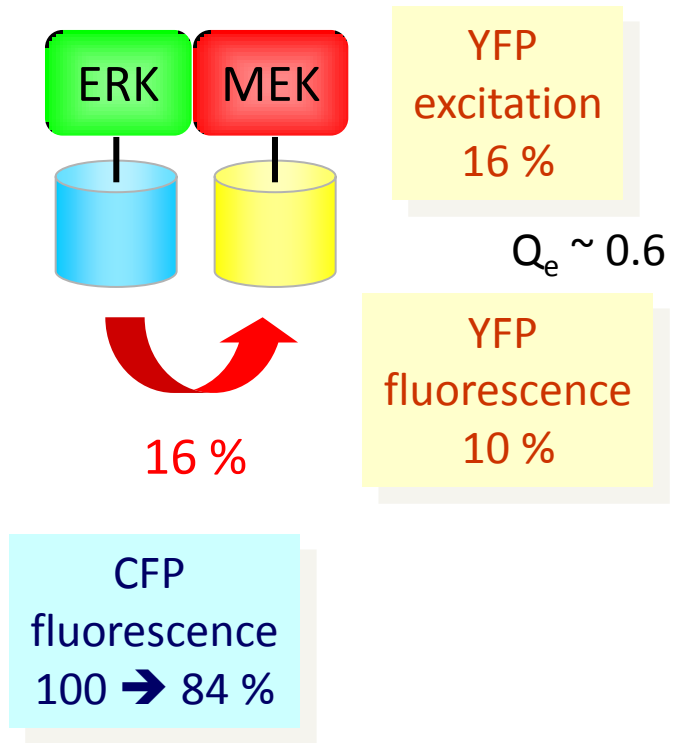 ERK MEK
YFP
excitation
16 %
Qe ~ 0.6
YFP
fluorescence
10 %
16 %
CFP
fluorescence
100 ➔ 84 %